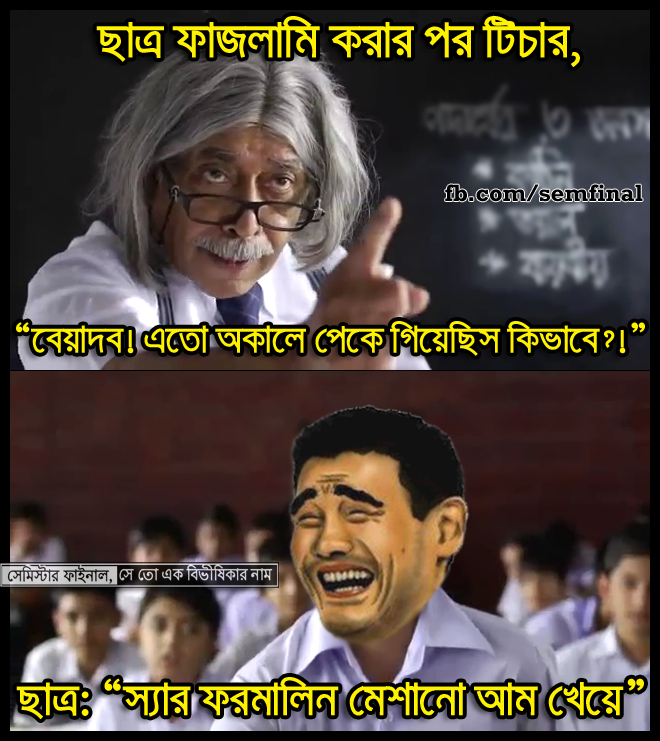 ছাত্র ফাজলামি করার পর টিচার,
fb.com/semfinal
“বেয়াদব! এতো অকালে পেকে গিয়েছিস কিভাবে?!”
সেমিস্টার ফাইনাল, সে তো এক বিভীষিকার নাম
ছাত্র: “স্যার ফরমালিন মেশানো আম খেয়ে”